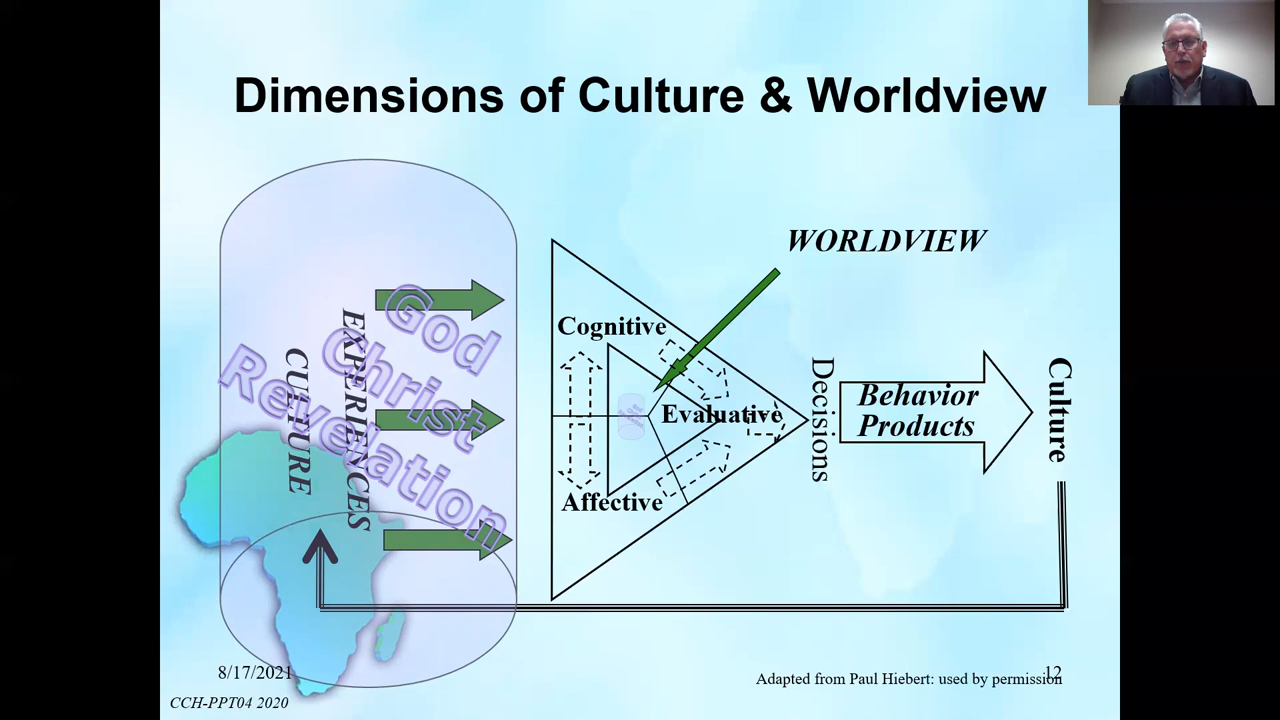 Dimensions of Culture & Worldview
WORLDVIEW
God
Christ
Revelation
EXPERIENCES
CULTURE
Cognitive
Evaluative
Affective
Decisions
Behavior
Products
Culture
8/17/2021
12
Adapted from Paul Hiebert: used by permission
CCH-PPT04 2020